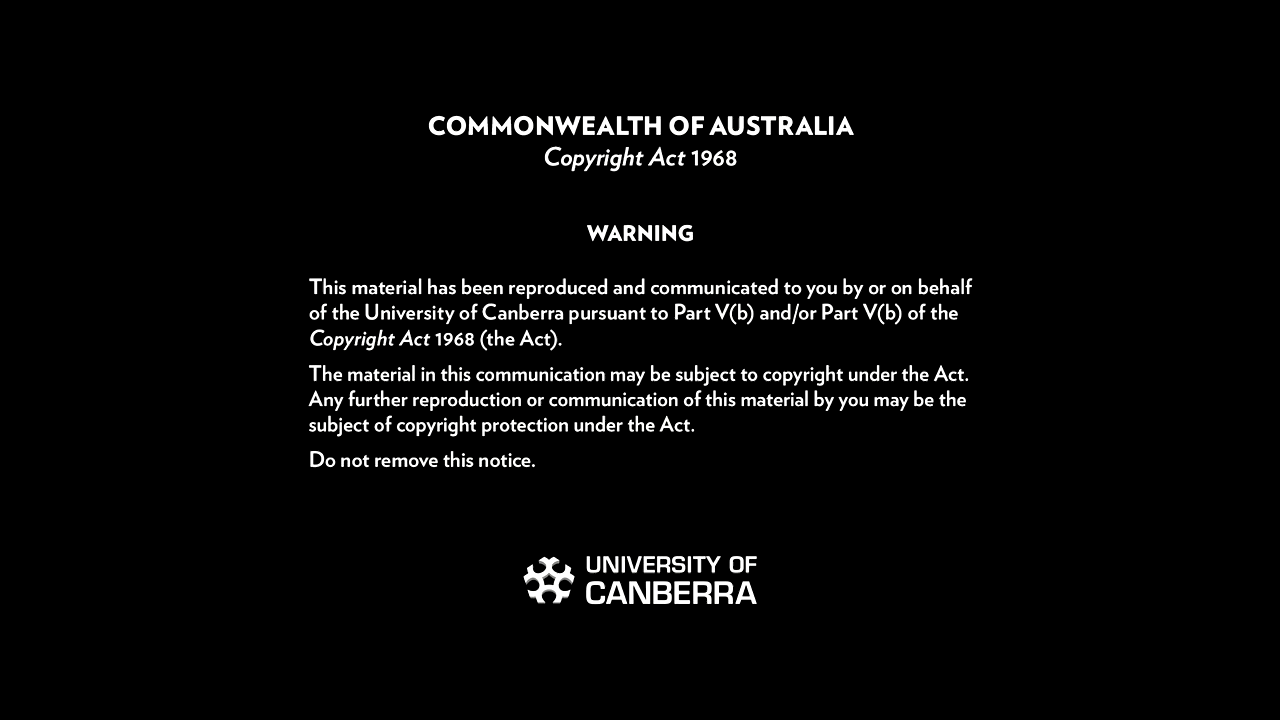 COMMONWEALTH OF AUSTRALIA
Copyright Act 1968
WARNING
This material has been reproduced and communicated to you by or on behalf
of the University of Canberra pursuant to Part V(b) and/or Part V(b) of the
Copyright Act 1968 (the Act).
The material in this communication may be subject to copyright under the Act.
Any further reproduction or communication of this material by you may be the
subject of copyright protection under the Act.
Do not remove this notice.
UNIVERSITY OF
CANBERRA